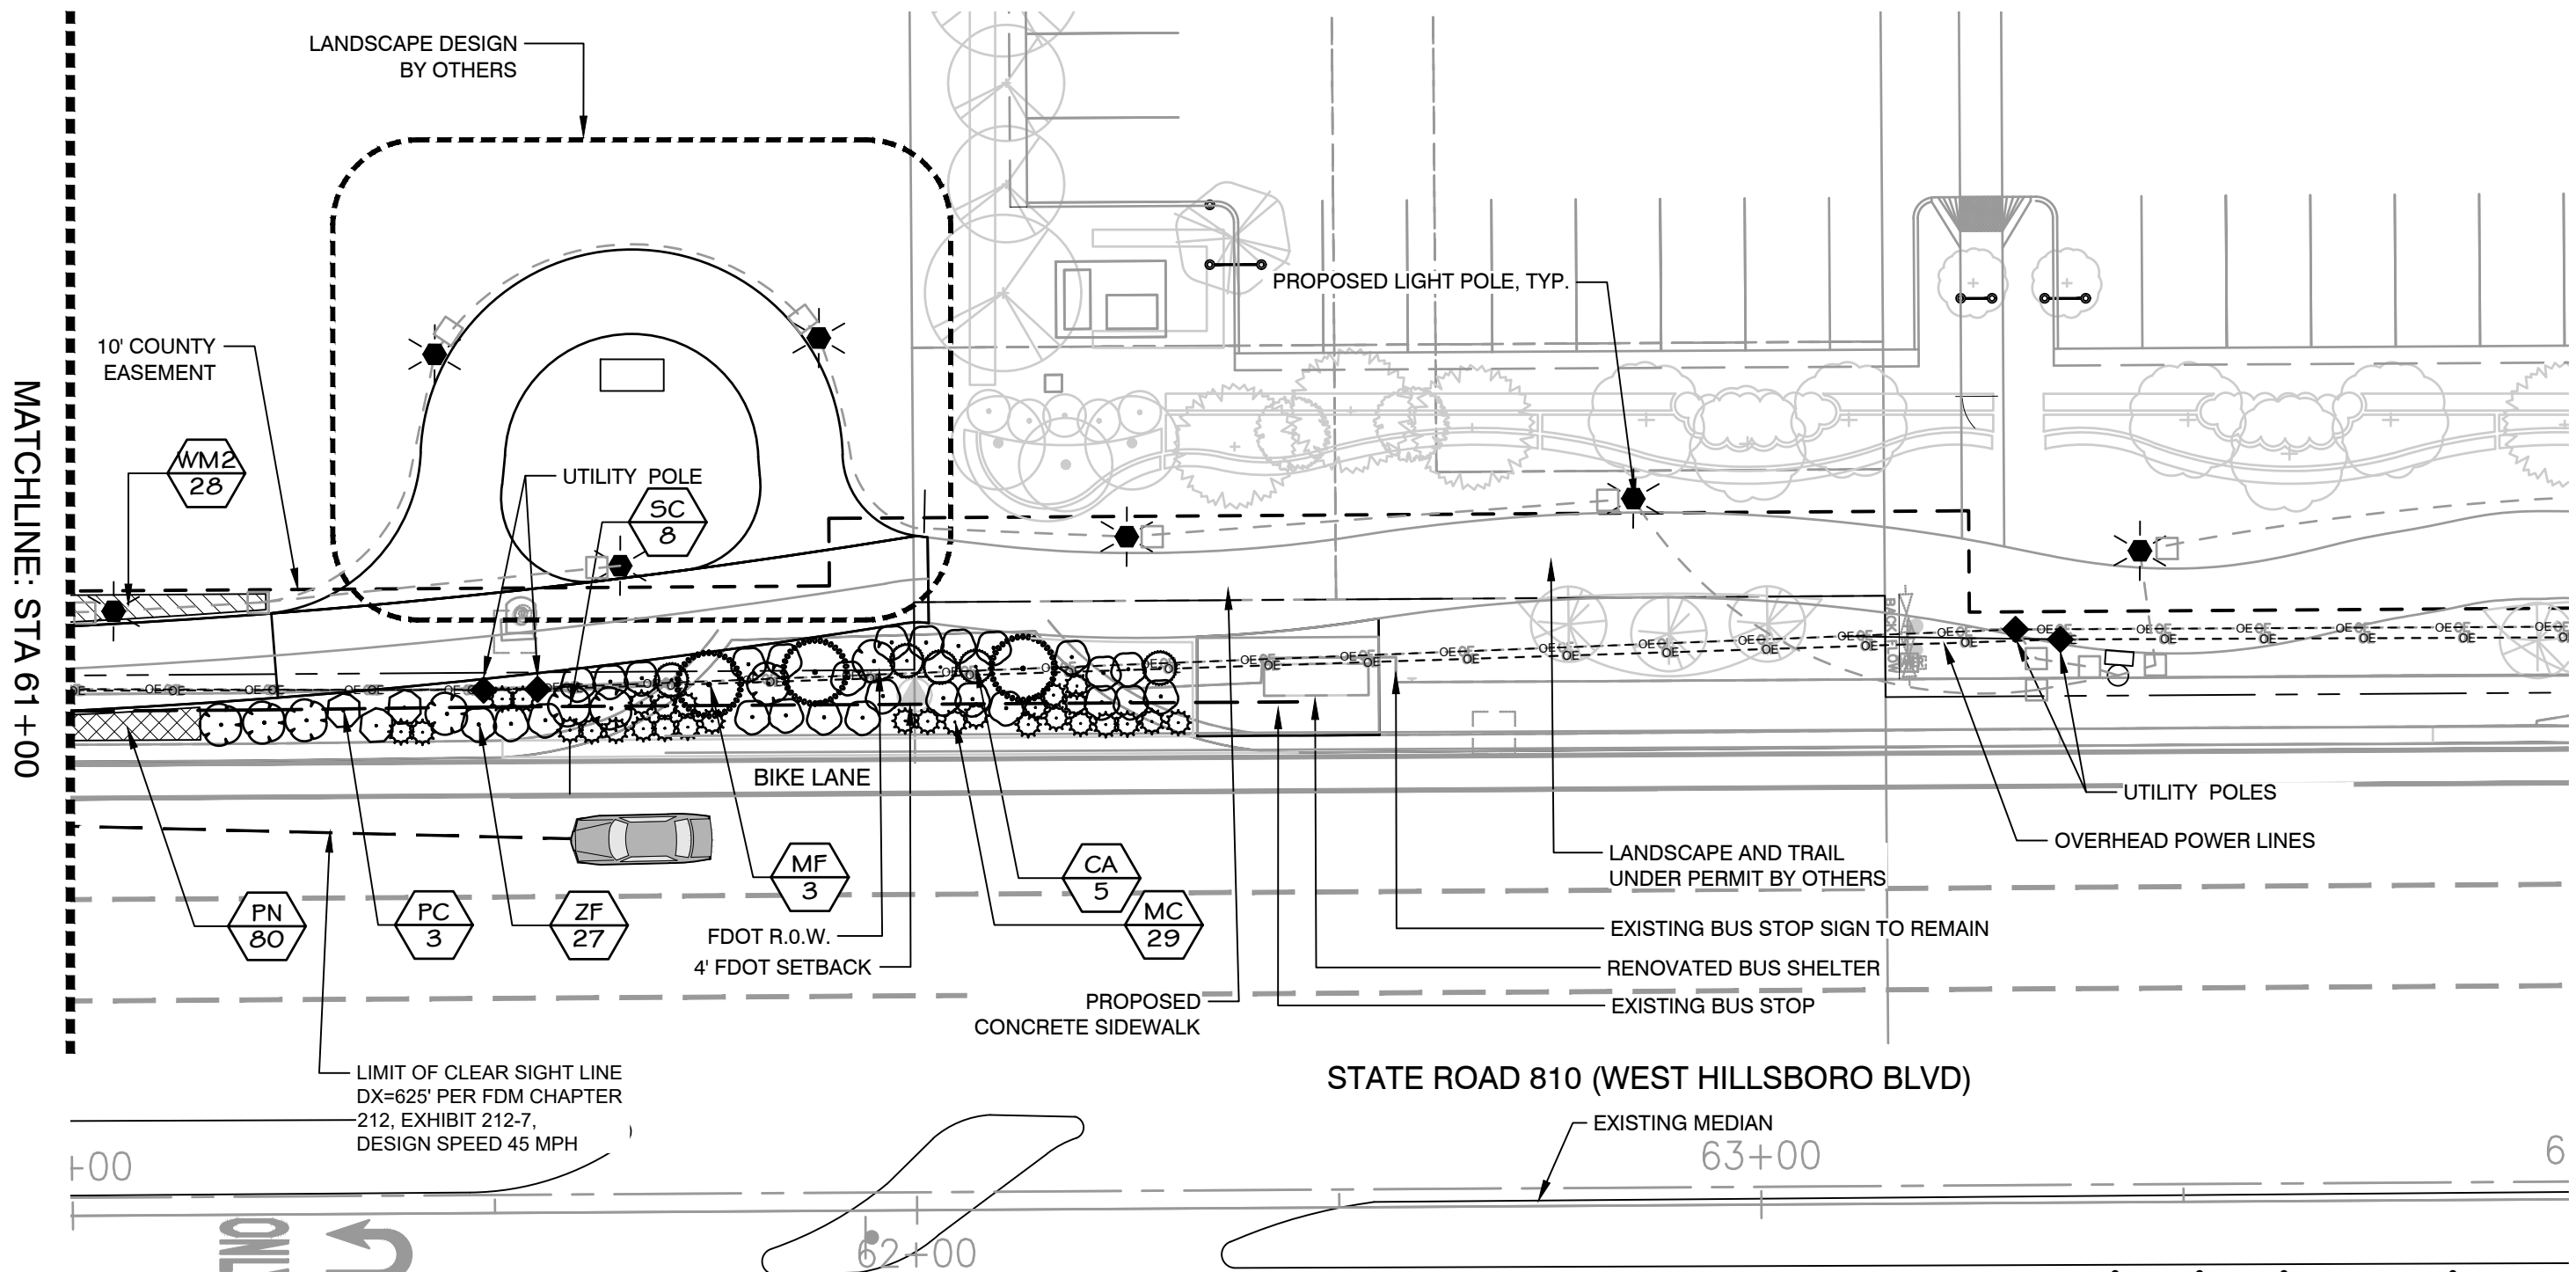 LANDSCAPE DESIGN
BY OTHERS
PROPOSED LIGHT POLE, TYP.
10' COUNTY
EASEMENT
MATCHLINE: STA 61+00
WM2
28
UTILITY POLE
SC
8
OE OE
BIKE LANE
UTILITY POLES
OVERHEAD POWER LINES
MF
3
CA
5
LANDSCAPE AND TRAIL
UNDER PERMIT BY OTHERS
PN
80
PC
3
ZF
27
MC
29
FDOT R.O.W.
4' FDOT SETBACK
EXISTING BUS STOP SIGN TO REMAIN
RENOVATED BUS SHELTER
EXISTING BUS STOP
PROPOSED
CONCRETE SIDEWALK
LIMIT OF CLEAR SIGHT LINE
DX=625' PER FDM CHAPTER
212, EXHIBIT 212-7,
DESIGN SPEED 45 MPH
STATE ROAD 810 (WEST HILLSBORO BLVD)
EXISTING MEDIAN
+00
63+00
6
62+00